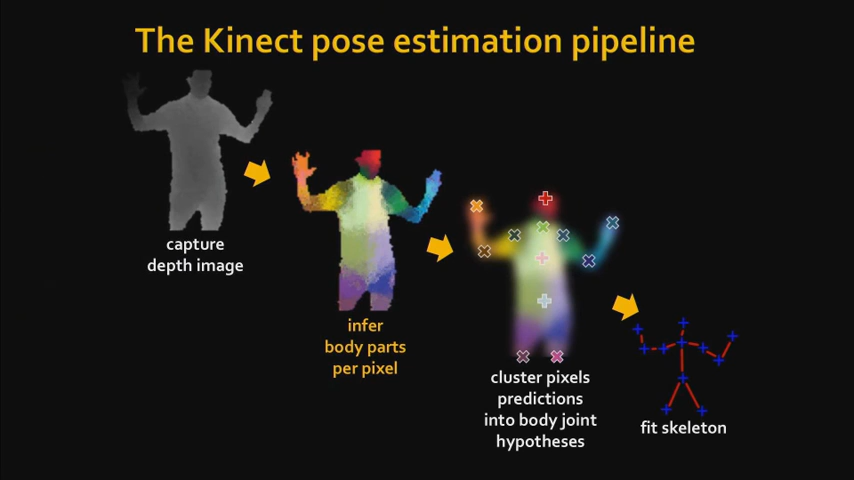 The Kinect pose estimation pipeline
capture
depth image
infer
body parts
per pixel
cluster pixels
predictions
into body joint
hypotheses
fit skeleton